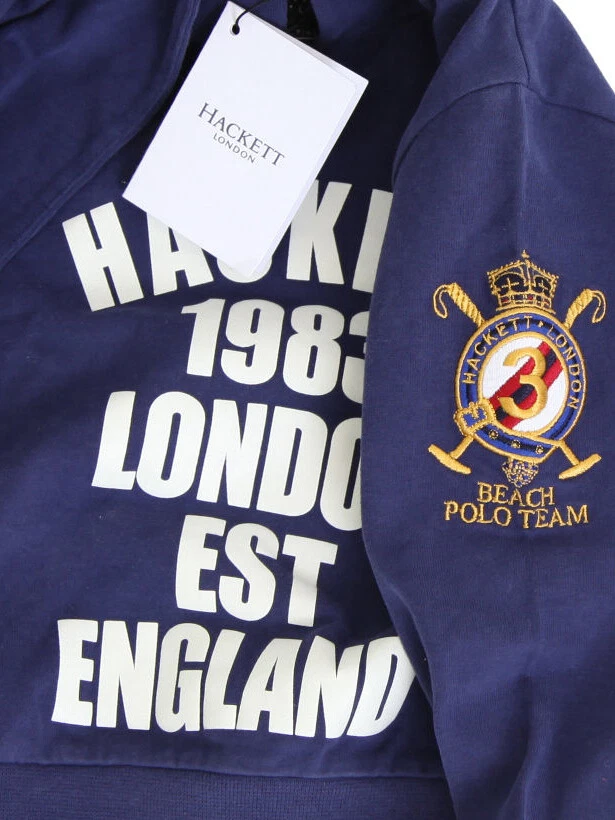 HACKETT
LONDON
HACK
1983
LONDO
EST
ENGLAND
HACKETT • LONDON
3
BEACH
POLO TEAM